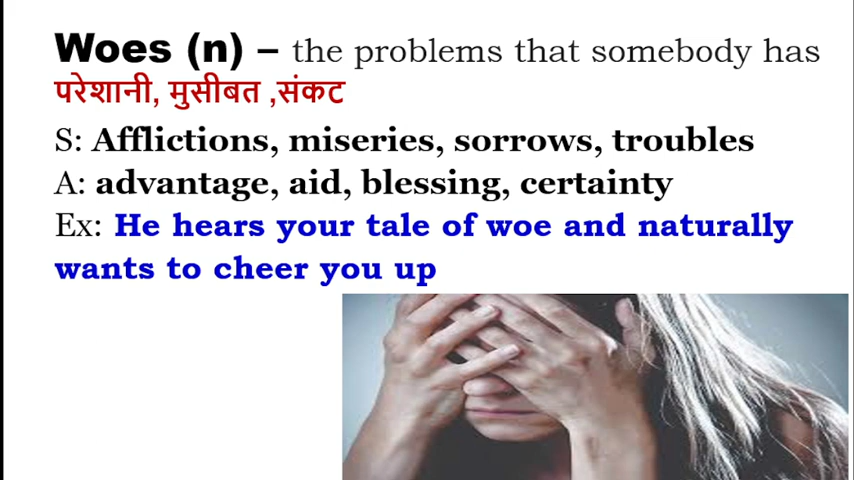 Woes (n) – the problems that somebody has
परेशानी, मुसीबत ,संकट
S: Afflictions, miseries, sorrows, troubles
A: advantage, aid, blessing, certainty
Ex: He hears your tale of woe and naturally
wants to cheer you up